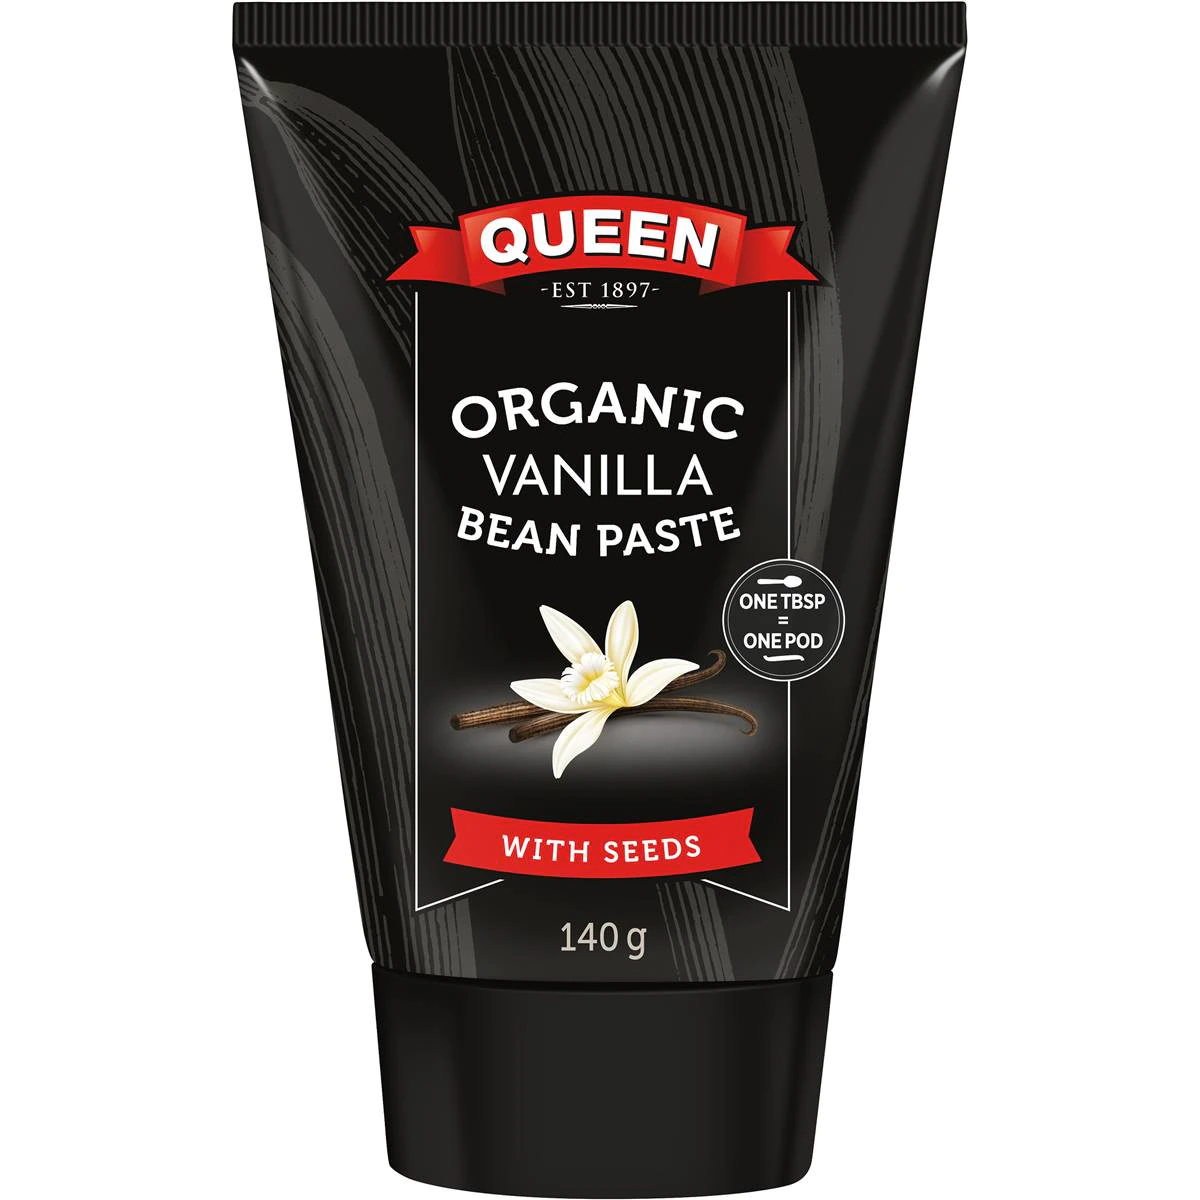 QUEEN
-EST 1897-
ORGANIC
VANILLA
BEAN PASTE
ONE TBSP
=
ONE POD
WITH SEEDS
140 g